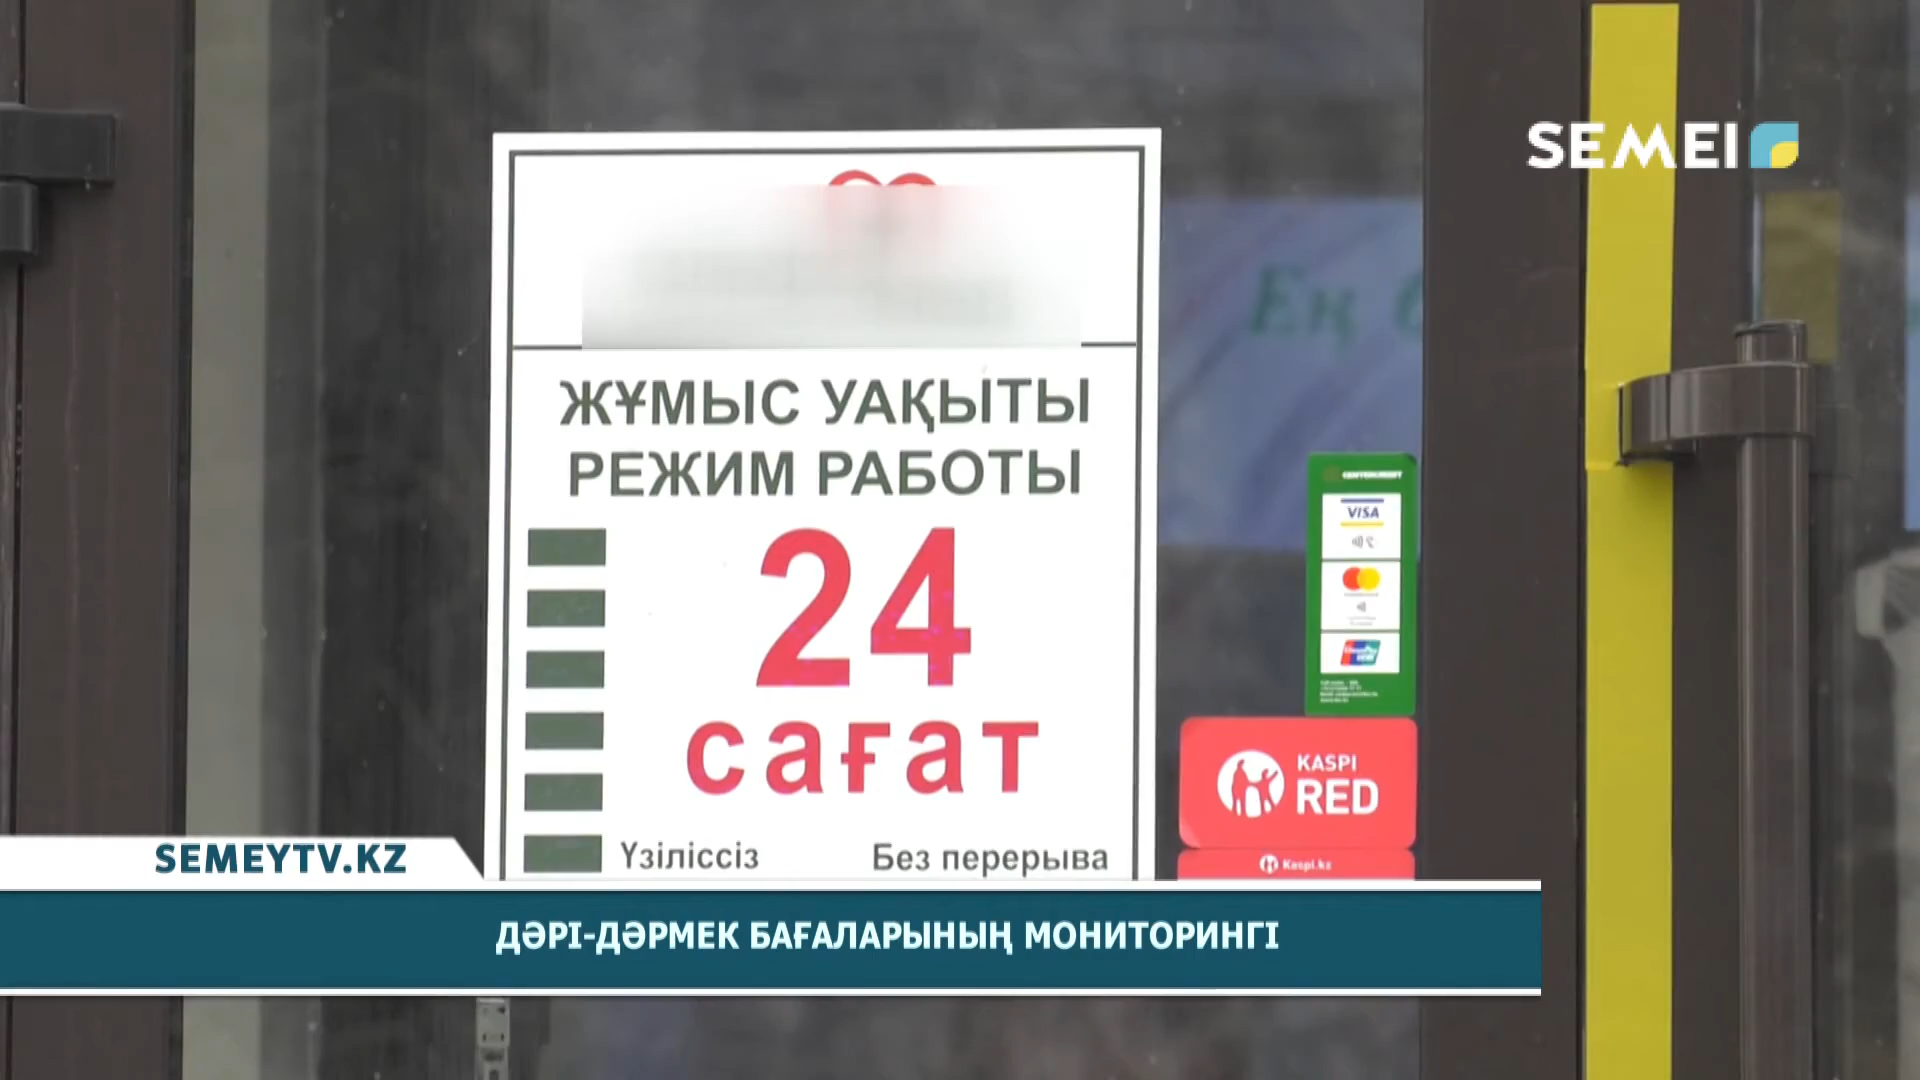 SEMEI
Ең
ЖҰМЫС УАҚЫТЫ
РЕЖИМ РАБОТЫ
24
сағат
Үзіліссіз Без перерыва
VISA
KASPI
RED
Kaspi.kz
SEMEYTV.KZ
ДӘРІ-ДӘРМЕК БАҒАЛАРЫНЫҢ МОНИТОРИНГІ